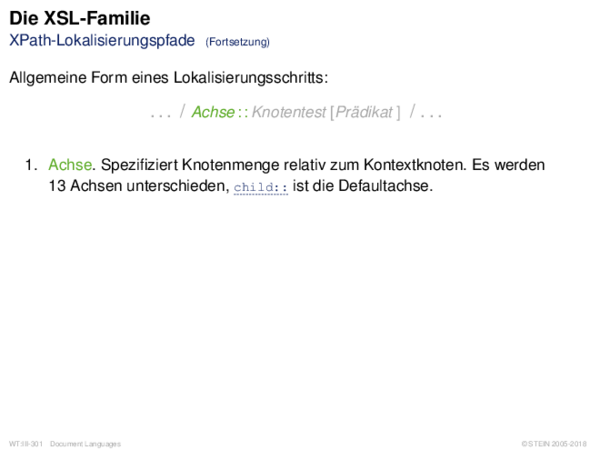 Die XSL-Familie
XPath-Lokalisierungspfade (Fortsetzung)
Allgemeine Form eines Lokalisierungsschritts:
. . . / Achse :: Knotentest [Prädikat ] / . . .
1. Achse. Spezifiziert Knotenmenge relativ zum Kontextknoten. Es werden
13 Achsen unterschieden, child:: ist die Defaultachse.
WT:III-301 Document Languages © STEIN 2005-2018